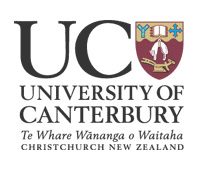 UC
UNIVERSITY OF
CANTERBURY
Te Whare Wānanga o Waitaha
CHRISTCHURCH NEW ZEALAND